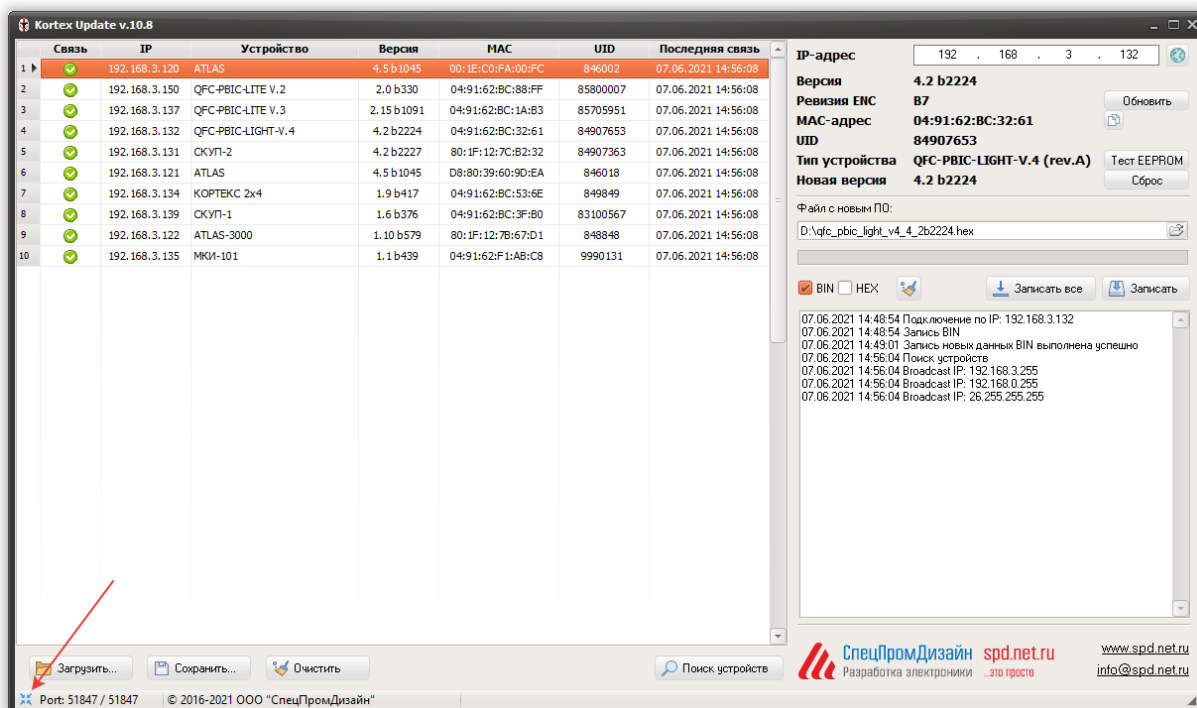 Kortex Update v.10.8
Связь IP Устройство Версия MAC UID Последняя связь
1 192.168.3.120 ATLAS 4.5 b1045 00:1E:C0:FA:00:FC 846002 07.06.2021 14:56:08
2 192.168.3.150 QFC-PBIC-LITE V.2 2.0 b330 04:91:62:BC:88:FF 85800007 07.06.2021 14:56:08
3 192.168.3.137 QFC-PBIC-LITE V.3 2.15 b1091 04:91:62:BC:1A:B3 85705951 07.06.2021 14:56:08
4 192.168.3.132 QFC-PBIC-LIGHT-V.4 4.2 b2224 04:91:62:BC:32:61 84907653 07.06.2021 14:56:08
5 192.168.3.131 СКУП-2 4.2 b2227 80:1F:12:7C:B2:32 84907363 07.06.2021 14:56:08
6 192.168.3.121 ATLAS 4.5 b1045 D8:80:39:60:9D:EA 846018 07.06.2021 14:56:08
7 192.168.3.134 КОРТЕКС 2x4 1.9 b417 04:91:62:BC:53:6E 849849 07.06.2021 14:56:08
8 192.168.3.139 СКУП-1 1.6 b376 04:91:62:BC:3F:B0 83100567 07.06.2021 14:56:08
9 192.168.3.122 ATLAS-3000 1.10 b579 80:1F:12:7B:67:D1 848848 07.06.2021 14:56:08
10 192.168.3.135 МКИ-101 1.1 b439 04:91:62:F1:AB:C8 9990131 07.06.2021 14:56:08
Загрузить... Сохранить... Очистить Поиск устройств
Port: 51847 / 51847 © 2016-2021 ООО "СпецПромДизайн"
IP-адрес 192 . 168 . 3 . 132
Версия 4.2 b2224
Ревизия ENC B7 Обновить
MAC-адрес 04:91:62:BC:32:61
UID 84907653
Тип устройства QFC-PBIC-LIGHT-V.4 (rev.A) Тест EEPROM
Новая версия 4.2 b2224 Сброс
Файл с новым ПО:
D:\qfc_pbic_light_v4_4_2b2224.hex
BIN HEX Записать все Записать
07.06.2021 14:48:54 Подключение по IP: 192.168.3.132
07.06.2021 14:48:54 Запись BIN
07.06.2021 14:49:01 Запись новых данных BIN выполнена успешно
07.06.2021 14:56:04 Поиск устройств
07.06.2021 14:56:04 Broadcast IP: 192.168.3.255
07.06.2021 14:56:04 Broadcast IP: 192.168.0.255
07.06.2021 14:56:04 Broadcast IP: 26.255.255.255
СпецПромДизайн spd.net.ru www.spd.net.ru
Разработка электроники ...это просто info@spd.net.ru